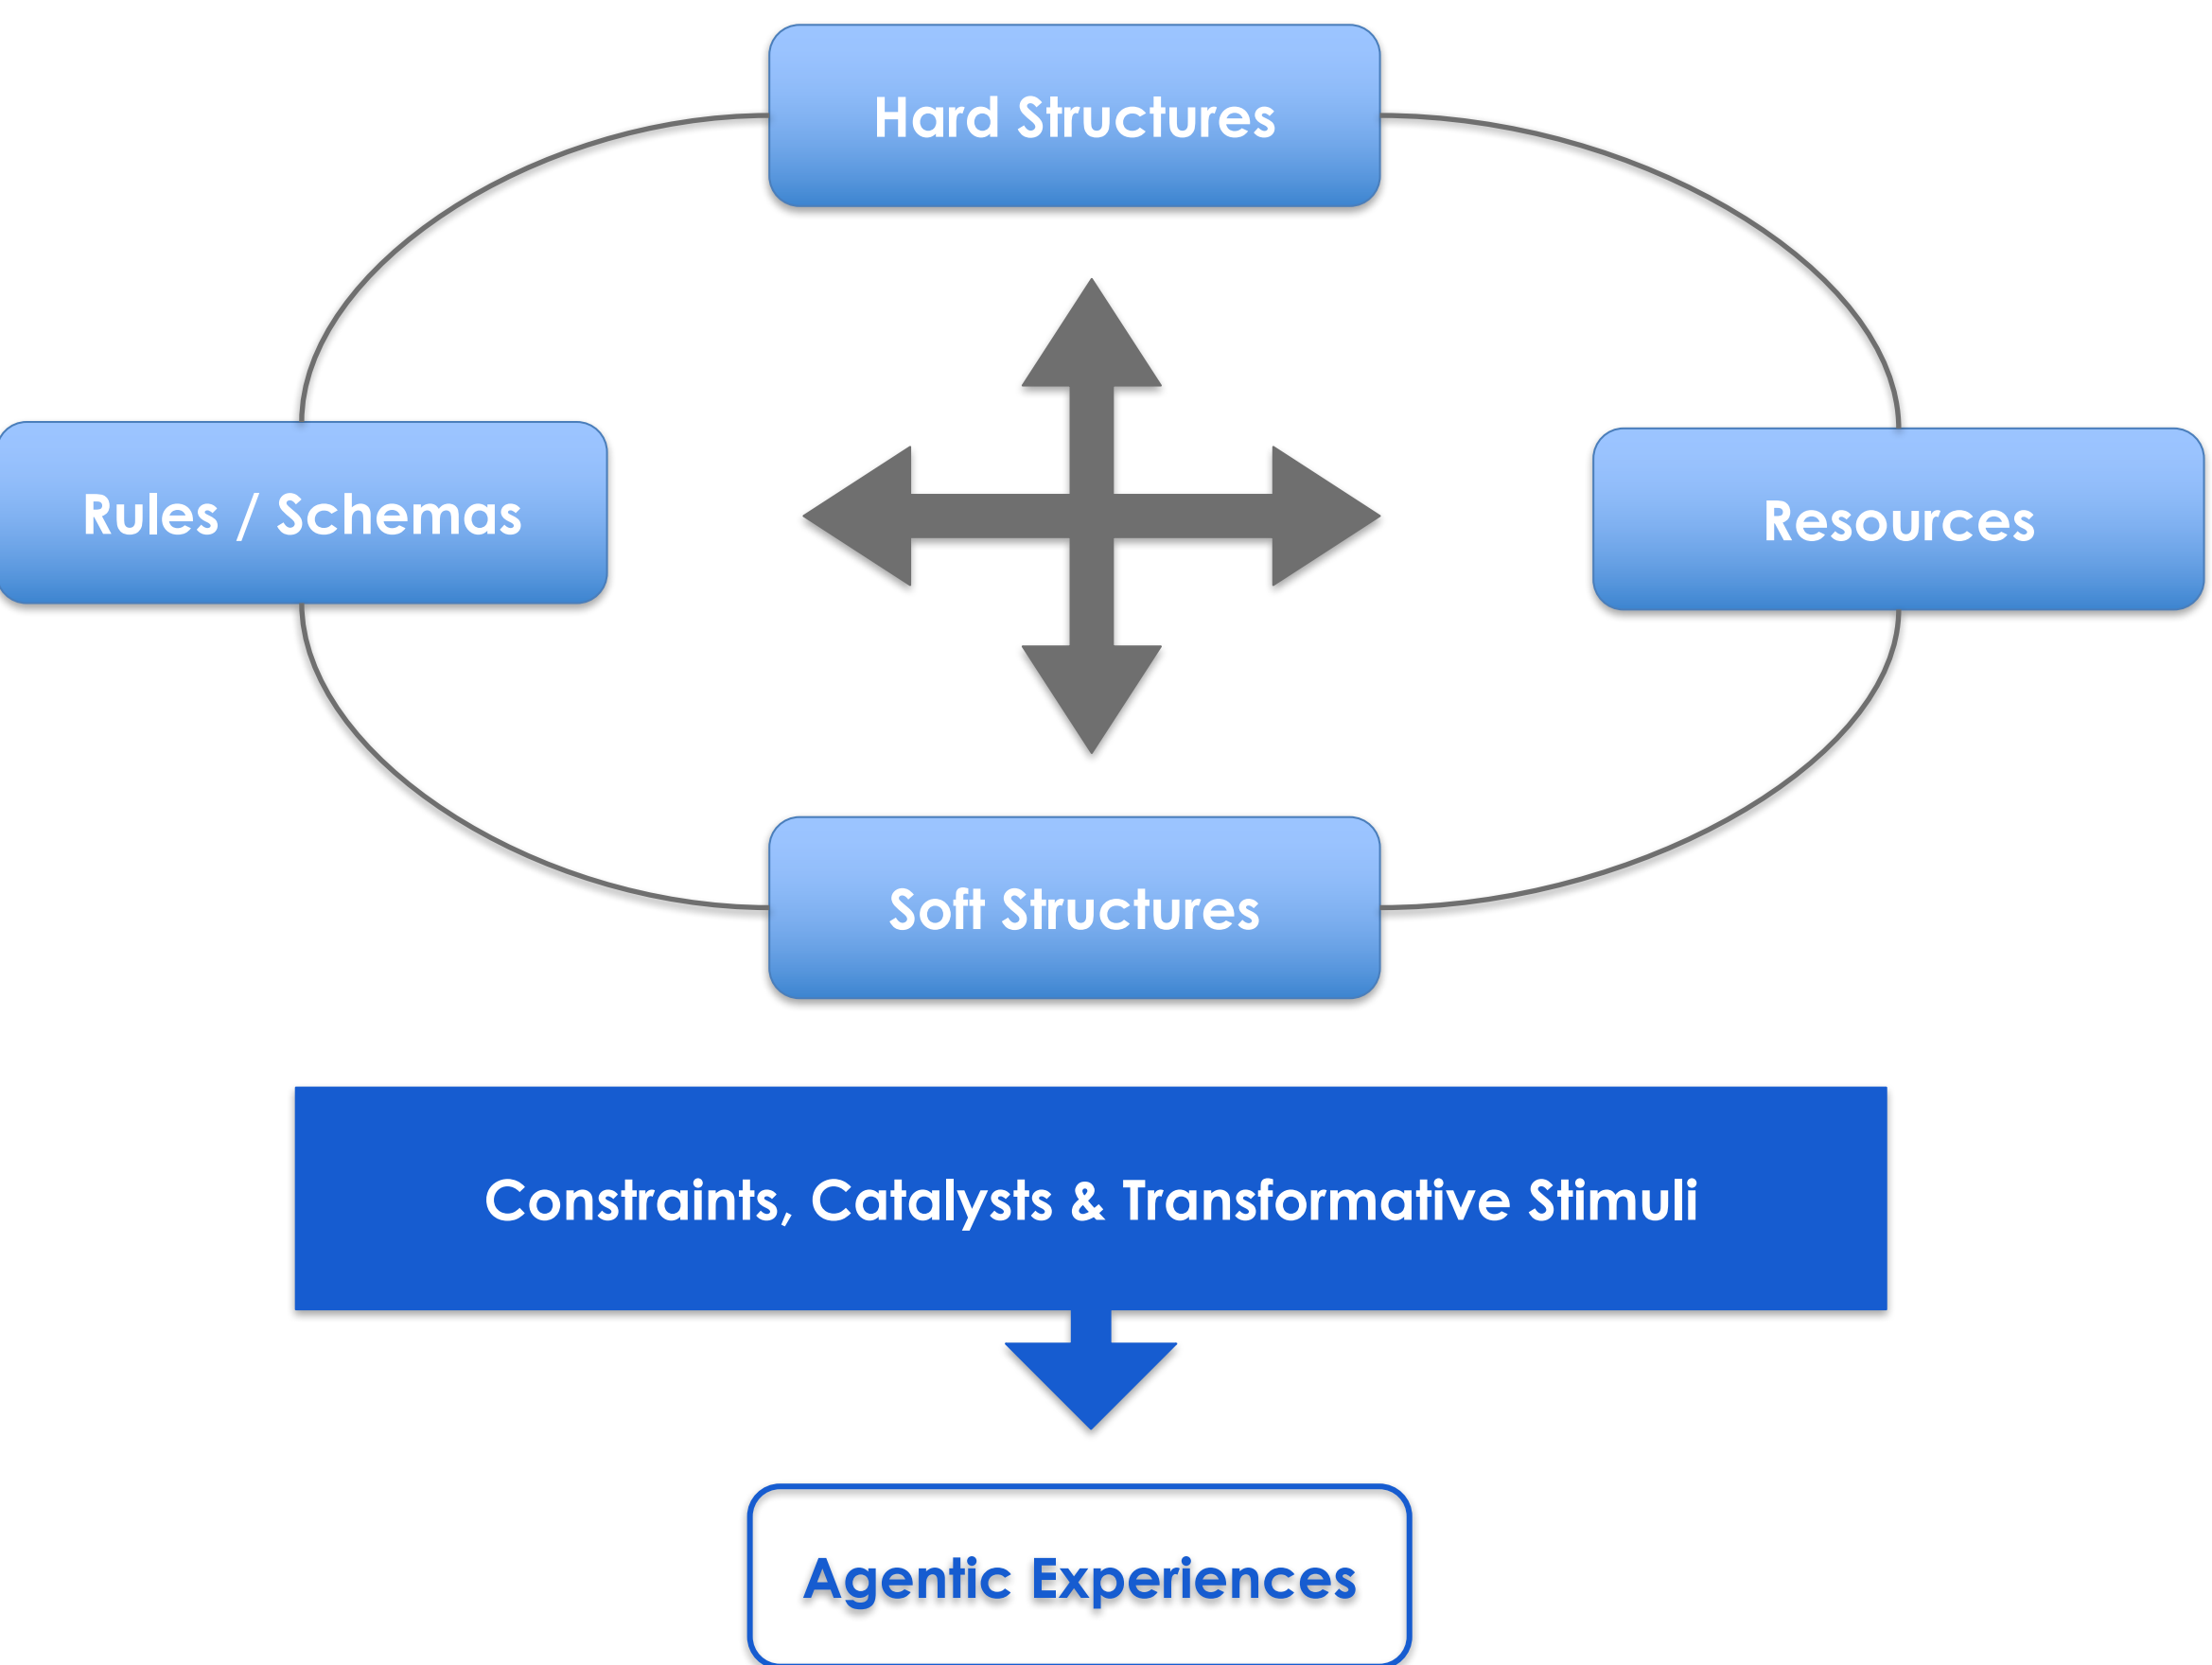 Hard Structures
Rules / Schemas
Resources
Soft Structures
Constraints, Catalysts & Transformative Stimuli
Agentic Experiences